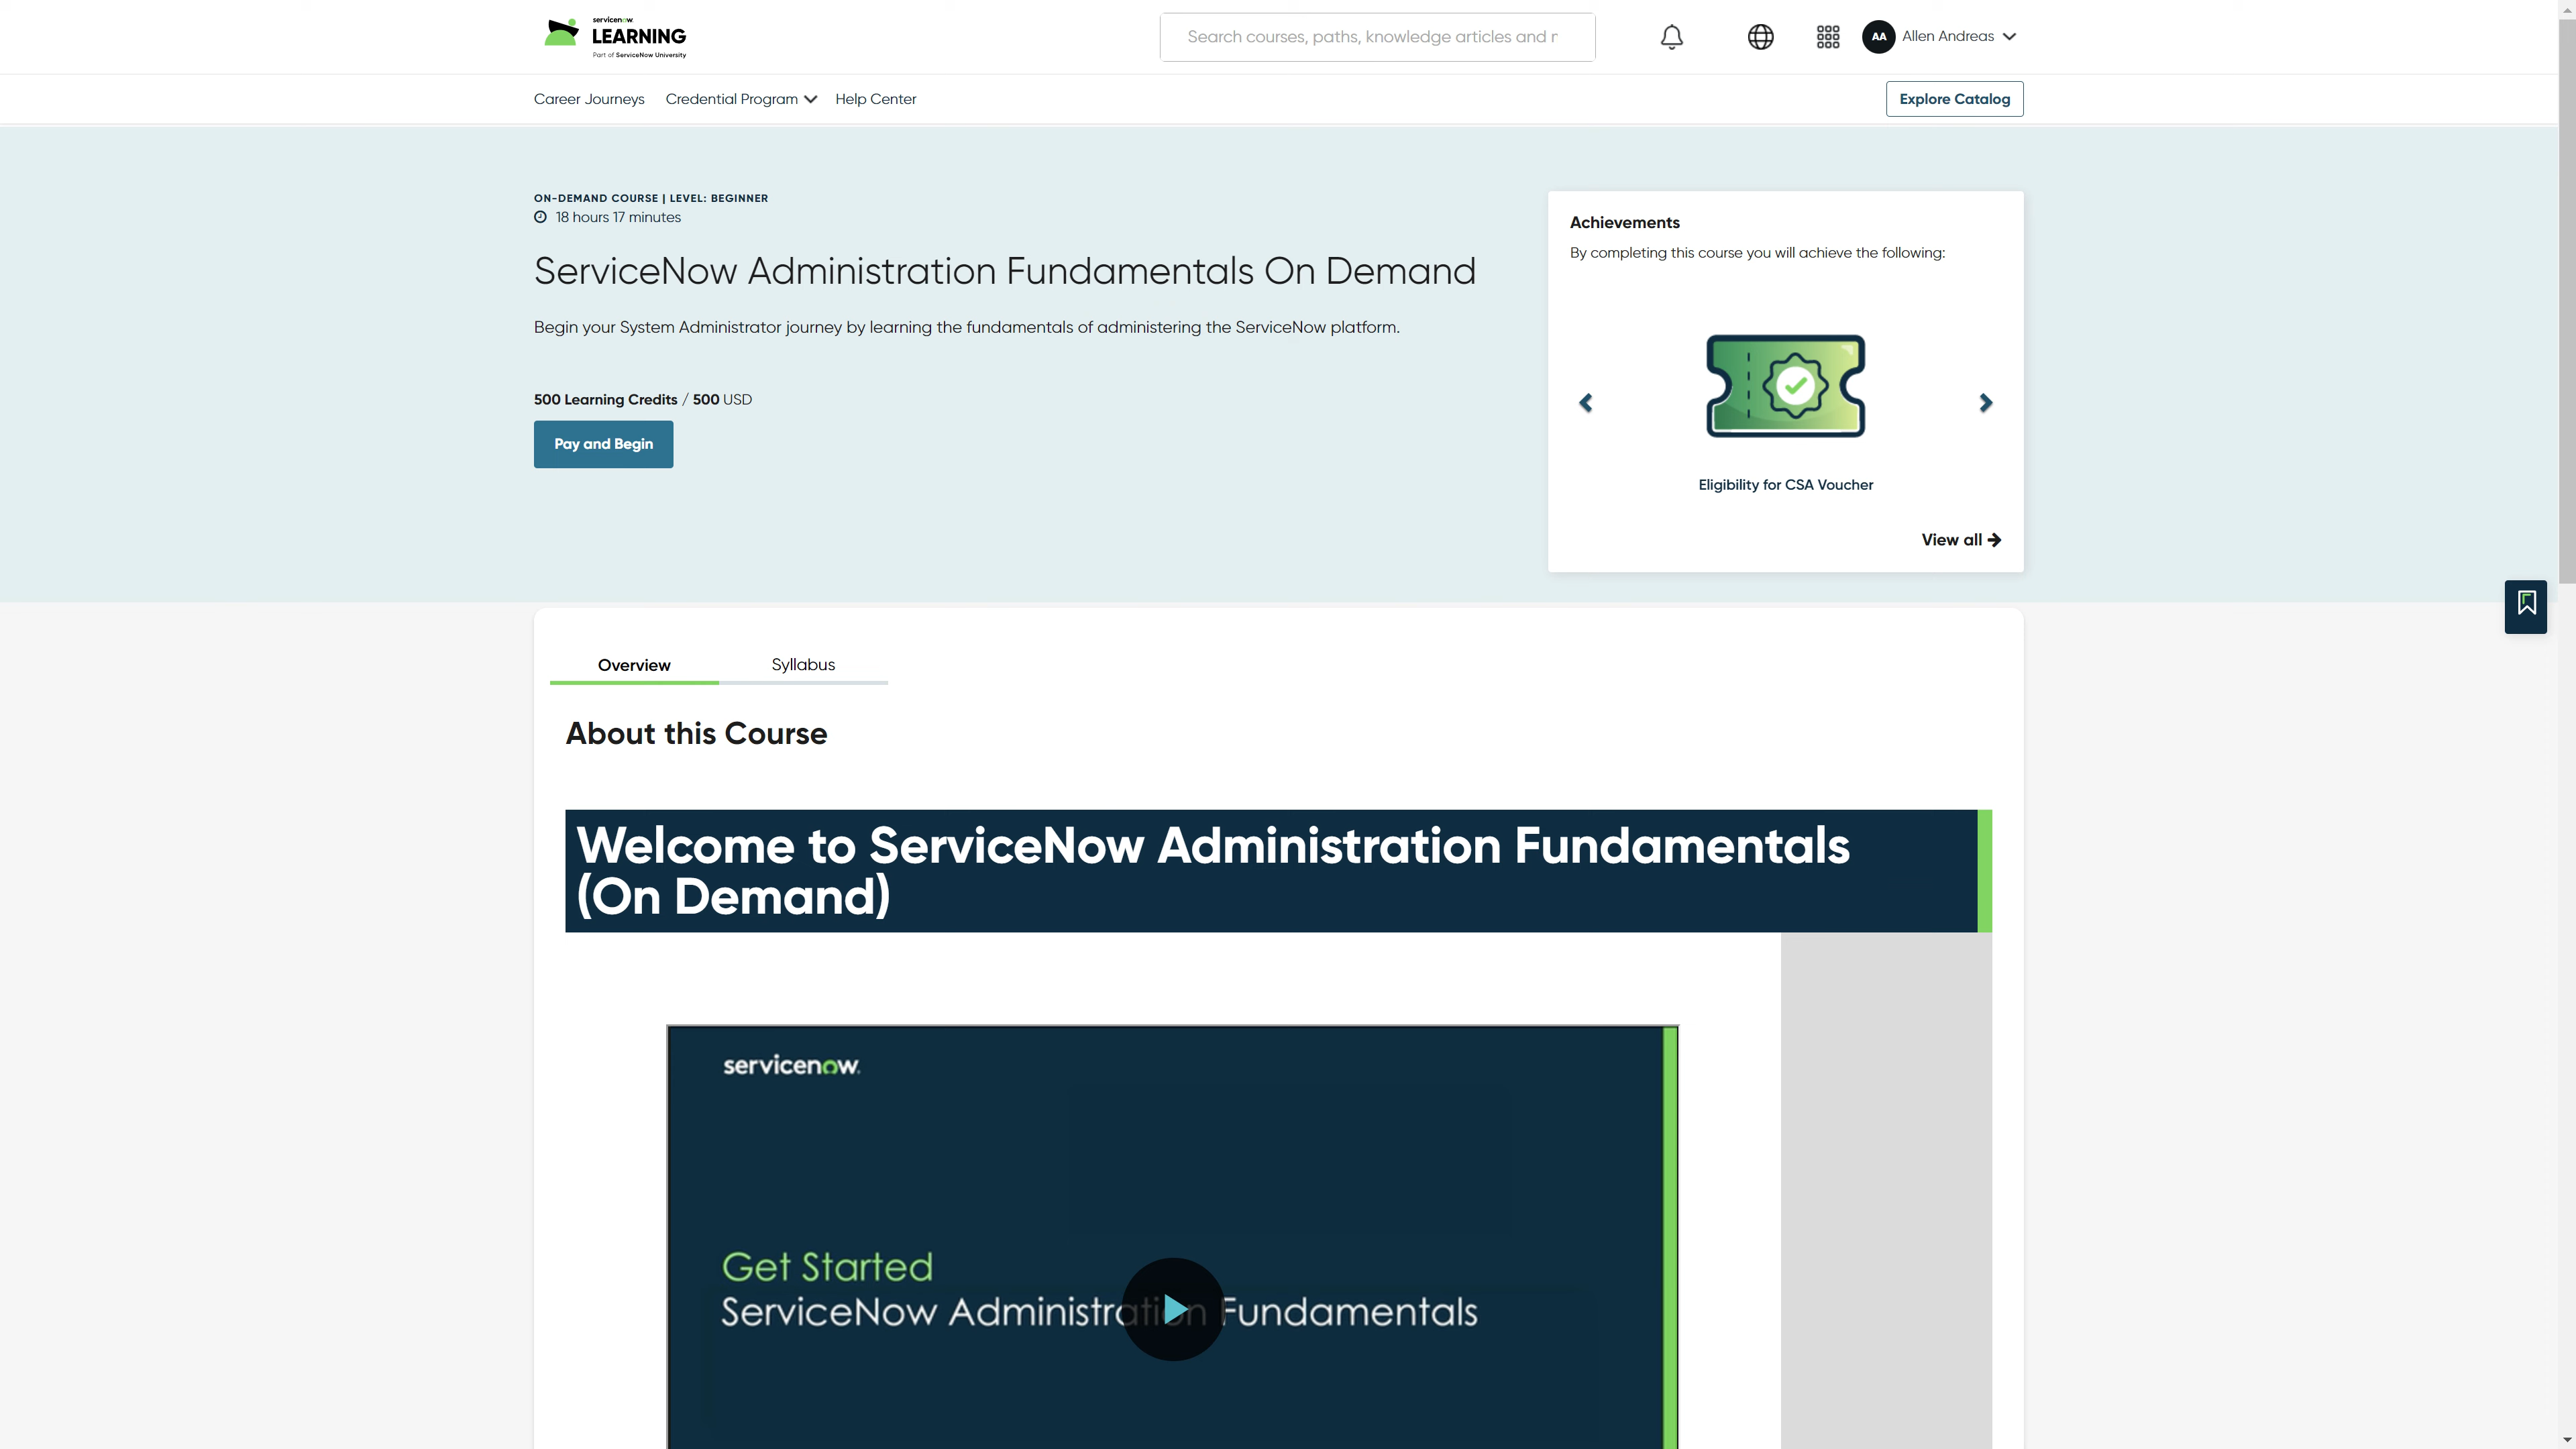 servicenow
LEARNING
Part of ServiceNow University
Search courses, paths, knowledge articles and r
AA
Allen Andreas
Career Journeys
Credential Program
Help Center
Explore Catalog
ON-DEMAND COURSE | LEVEL: BEGINNER
18 hours 17 minutes
ServiceNow Administration Fundamentals On Demand
Begin your System Administrator journey by learning the fundamentals of administering the ServiceNow platform.
500 Learning Credits / 500 USD
Pay and Begin
Achievements
By completing this course you will achieve the following:
Eligibility for CSA Voucher
View all
Overview
Syllabus
About this Course
Welcome to ServiceNow Administration Fundamentals
(On Demand)
servicenow.
Get Started
ServiceNow Administration Fundamentals